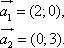 a⃗₁ = (2; 0),
a⃗₂ = (0; 3).